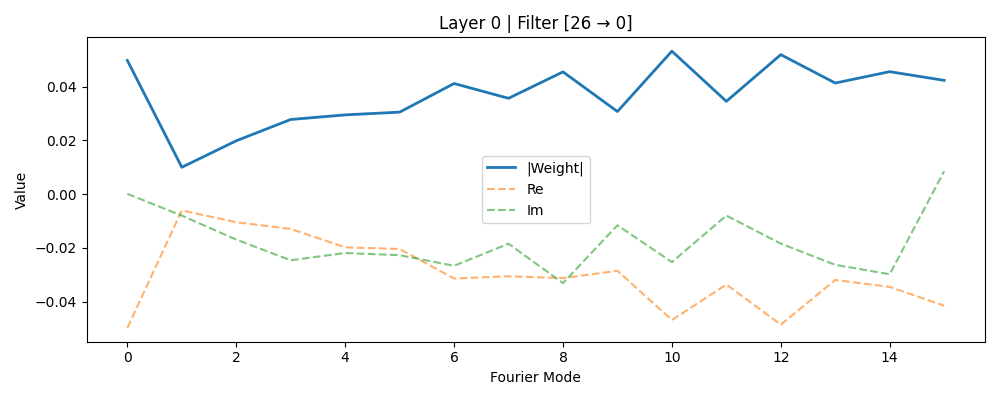 Layer 0 | Filter [26 → 0]
0.04
0.02
0.00
−0.02
−0.04
Value
|Weight|
Re
Im
0 2 4 6 8 10 12 14
Fourier Mode